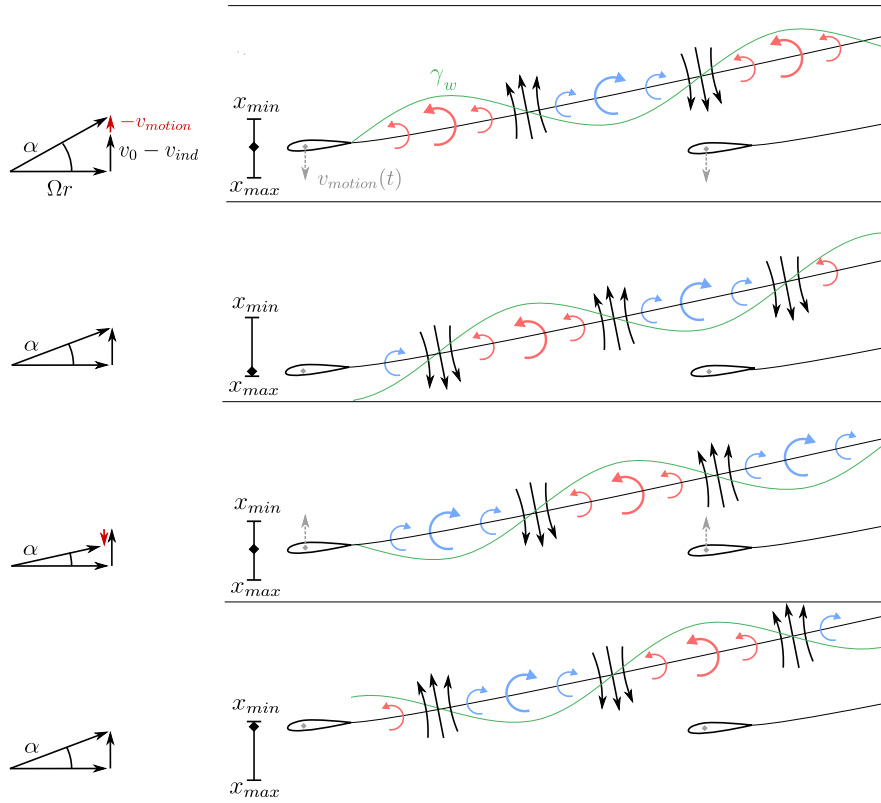 γ_w
x_min
−v_motion
α
v_0 − v_ind
Ωr
x_max
v_motion(t)
x_min
α
x_max
x_min
α
x_max
x_min
α
x_max